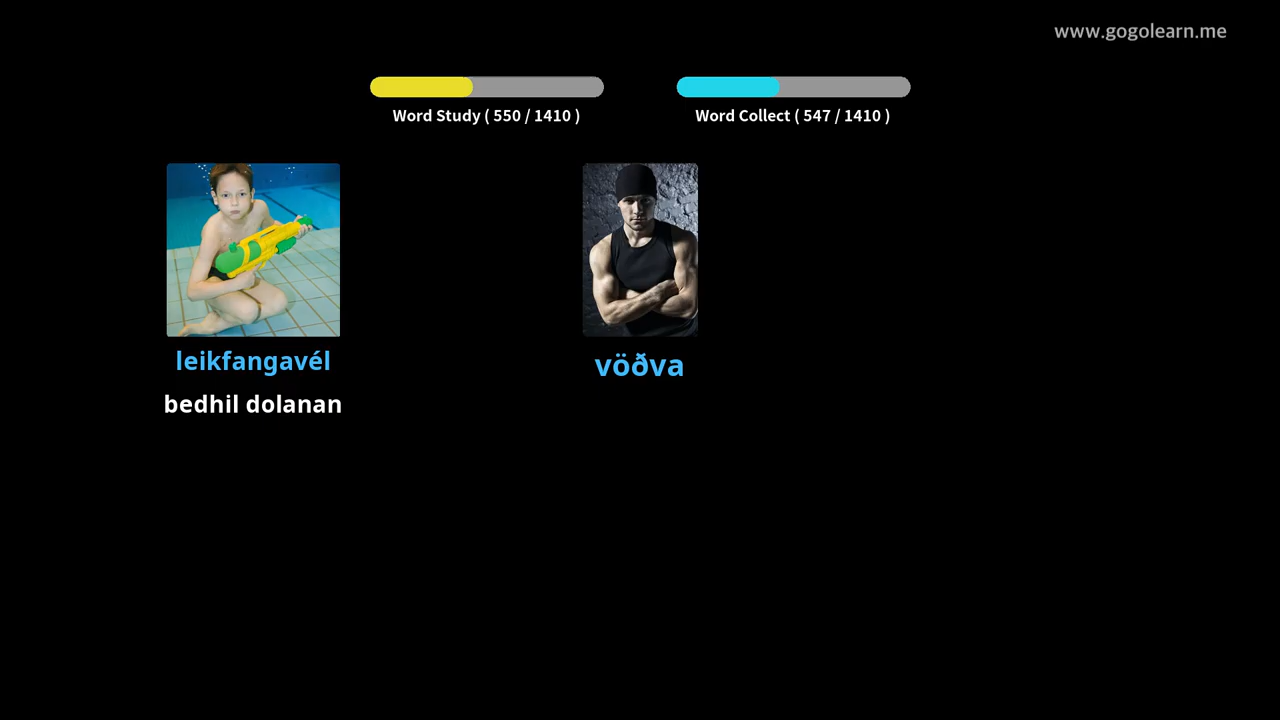 www.gogolearn.me
Word Study ( 550 / 1410 )
Word Collect ( 547 / 1410 )
leikfangavél
vöðva
bedhil dolanan